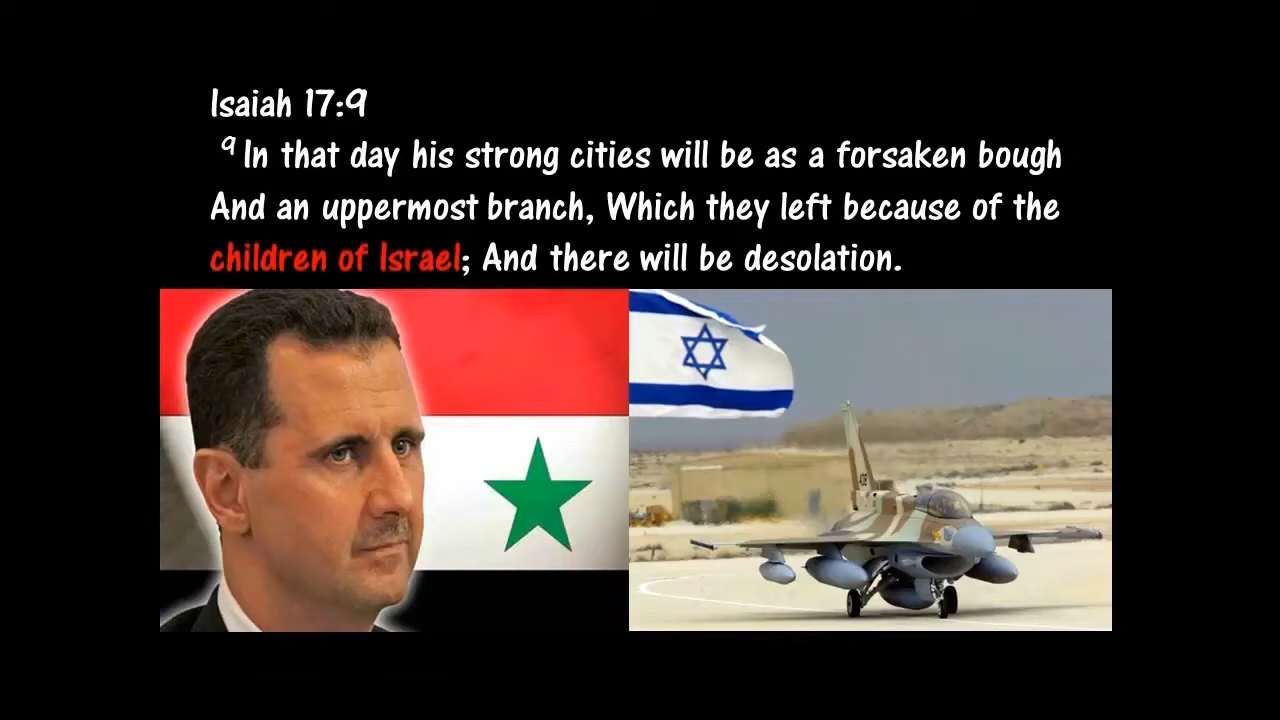 Isaiah 17:9
⁹ In that day his strong cities will be as a forsaken bough
And an uppermost branch, Which they left because of the
children of Israel; And there will be desolation.
408